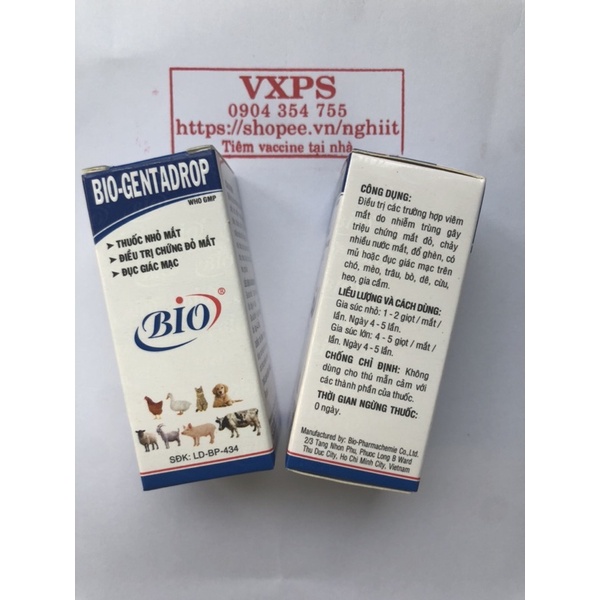 VXPS
0904 354 755
https://shopee.vn/nghiit
Tiêm vaccine tại nhà
BIO-GENTADROP
WHO GMP
THUỐC NHỎ MẮT
ĐIỀU TRỊ CHỨNG ĐỎ MẮT
ĐỤC GIÁC MẠC
BIO®
SĐK: LD-BP-434
CÔNG DỤNG:
Điều trị các trường hợp viêm
mắt do nhiễm trùng gây
triệu chứng mắt đỏ, chảy
nhiều nước mắt, đổ ghèn, có
mủ hoặc đục giác mạc trên
chó, mèo, trâu, bò, dê, cừu,
heo, gia cầm.
LIỀU LƯỢNG VÀ CÁCH DÙNG:
Gia súc nhỏ: 1 - 2 giọt / mắt /
lần. Ngày 4 - 5 lần.
Gia súc lớn: 4 - 5 giọt / mắt /
lần. Ngày 4 - 5 lần.
CHỐNG CHỈ ĐỊNH: Không
dùng cho thú mẫn cảm với
các thành phần của thuốc.
THỜI GIAN NGỪNG THUỐC:
0 ngày.
Manufactured by: Bio-Pharmachemie Co.,Ltd.
2/3 Tang Nhon Phu, Phuoc Long B Ward
Thu Duc City, Ho Chi Minh City, Vietnam